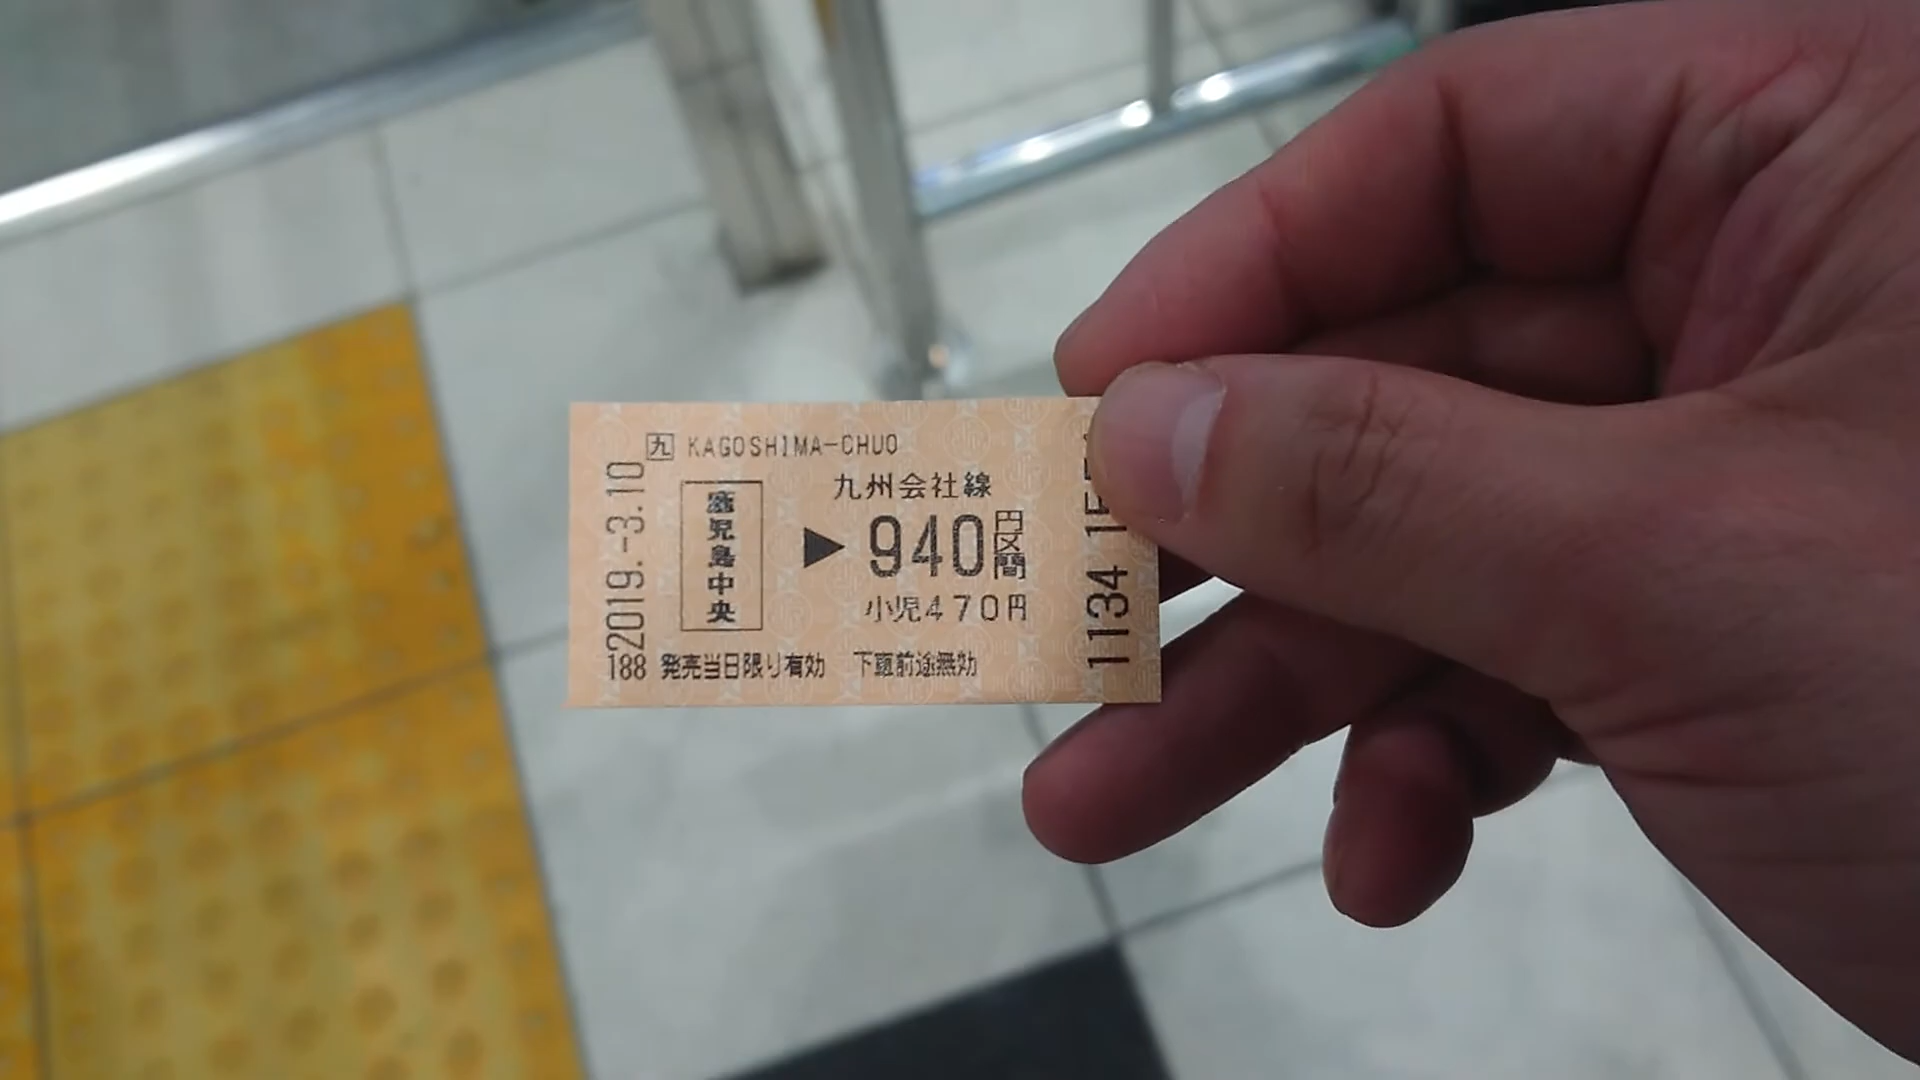 九 KAGOSHIMA-CHUO
九州会社線
鹿児島中央
▶ 940円区間
小児470円
2019.-3.10
188 発売当日限り有効 下車前途無効
1134